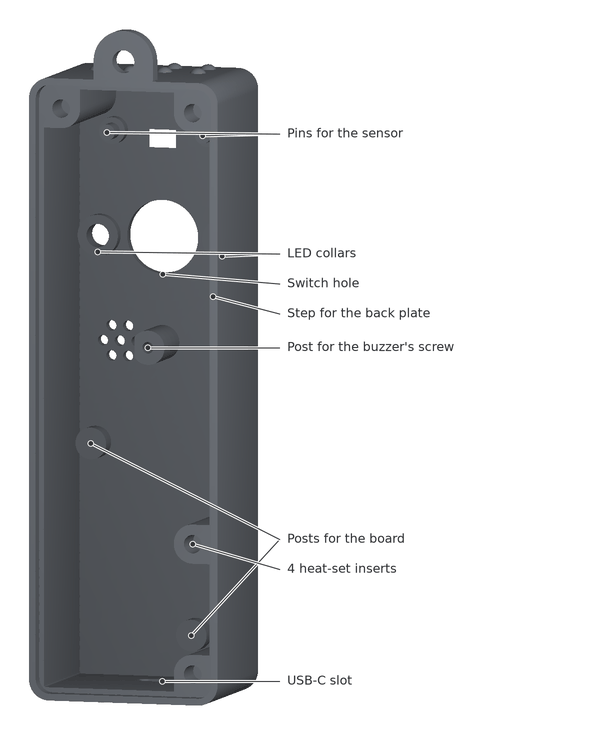 Pins for the sensor
LED collars
Switch hole
Step for the back plate
Post for the buzzer's screw
Posts for the board
4 heat-set inserts
USB-C slot